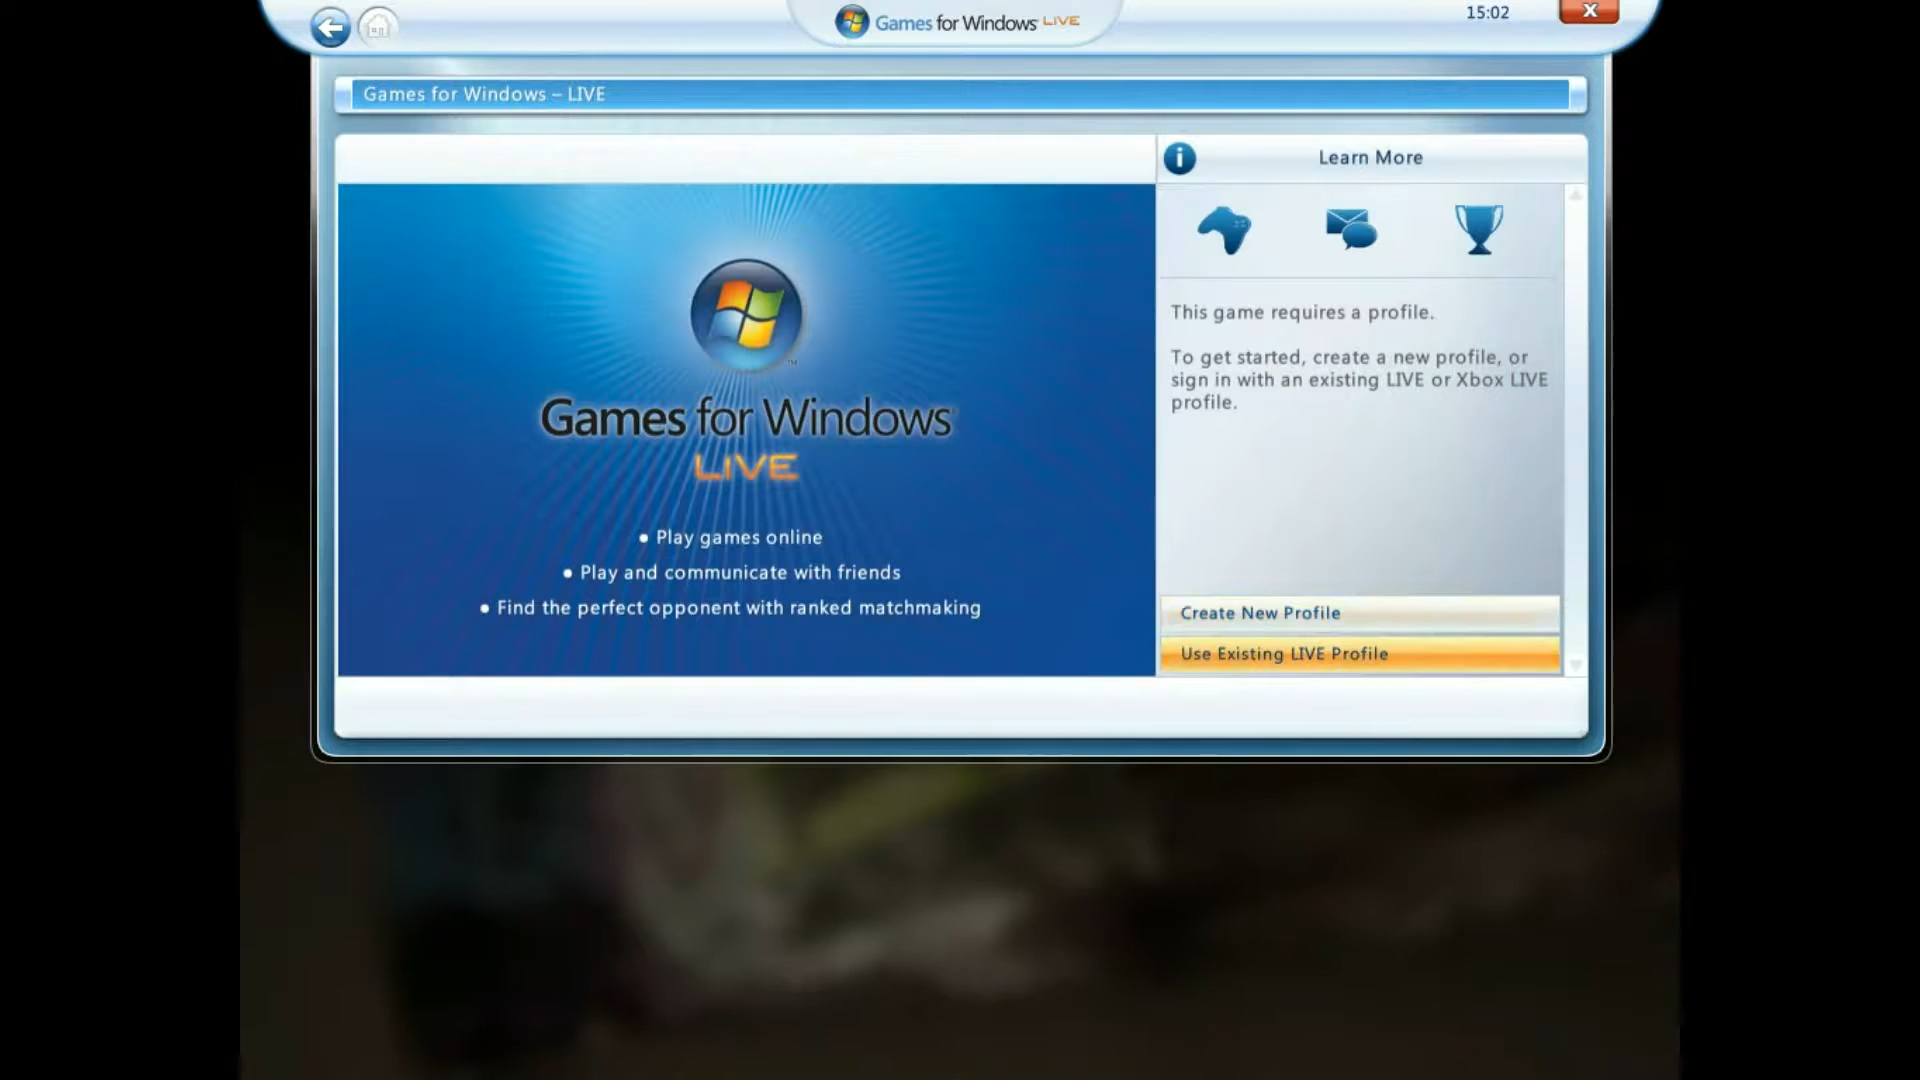 Games for Windows LIVE
15:02
Games for Windows – LIVE
Learn More
Games for Windows
LIVE
• Play games online
• Play and communicate with friends
• Find the perfect opponent with ranked matchmaking
This game requires a profile.
To get started, create a new profile, or
sign in with an existing LIVE or Xbox LIVE
profile.
Create New Profile
Use Existing LIVE Profile